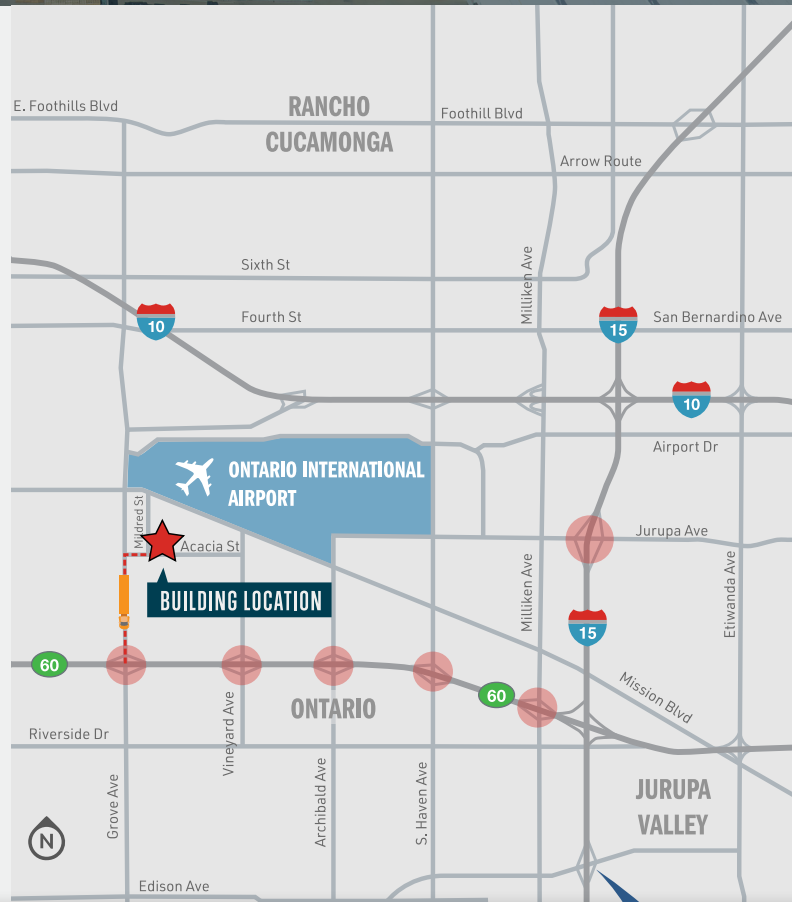 E. Foothills Blvd
RANCHO
CUCAMONGA
Foothill Blvd
Arrow Route
Sixth St
Milliken Ave
Fourth St
10
15
San Bernardino Ave
10
Airport Dr
ONTARIO INTERNATIONAL
AIRPORT
Mildred St
Acacia St
Jurupa Ave
BUILDING LOCATION
Milliken Ave
Etiwanda Ave
15
60
60
Mission Blvd
ONTARIO
Vineyard Ave
Riverside Dr
Grove Ave
Archibald Ave
S. Haven Ave
JURUPA
VALLEY
N
Edison Ave